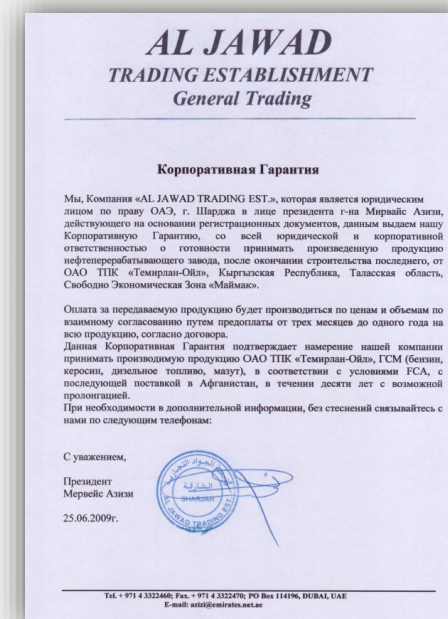 AL JAWAD
TRADING ESTABLISHMENT
General Trading
Корпоративная Гарантия
Мы, Компания «AL JAWAD TRADING EST.», которая является юридическим
лицом по праву ОАЭ, г. Шарджа в лице президента г-на Мирвайс Азизи,
действующего на основании регистрационных документов, данным выдаем нашу
Корпоративную Гарантию, со всей юридической и корпоративной
ответственностью о готовности принимать произведенную продукцию
нефтеперерабатывающего завода, после окончания строительства последнего, от
ОАО ТПК «Темирлан-Ойл», Кыргызская Республика, Таласская область,
Свободно Экономическая Зона «Маймак».
Оплата за передаваемую продукцию будет производиться по ценам и объемам по
взаимному согласованию путем предоплаты от трех месяцев до одного года на
всю продукцию, согласно договора.
Данная Корпоративная Гарантия подтверждает намерение нашей компании
принимать производимую продукцию ОАО ТПК «Темирлан-Ойл», ГСМ (бензин,
керосин, дизельное топливо, мазут), в соответствии с условиями FCA, с
последующей поставкой в Афганистан, в течении десяти лет с возможной
пролонгацией.
При необходимости в дополнительной информации, без стеснений связывайтесь с
нами по следующим телефонам:
С уважением,
Президент
Мервейс Азизи
25.06.2009г.
الشارقة
SHARJAH
AL JAWAD TRADING EST.
Tel. + 971 4 3322460; Fax. + 971 4 3322470; PO Box 114196, DUBAI, UAE
E-mail: azizi@emirates.net.ae